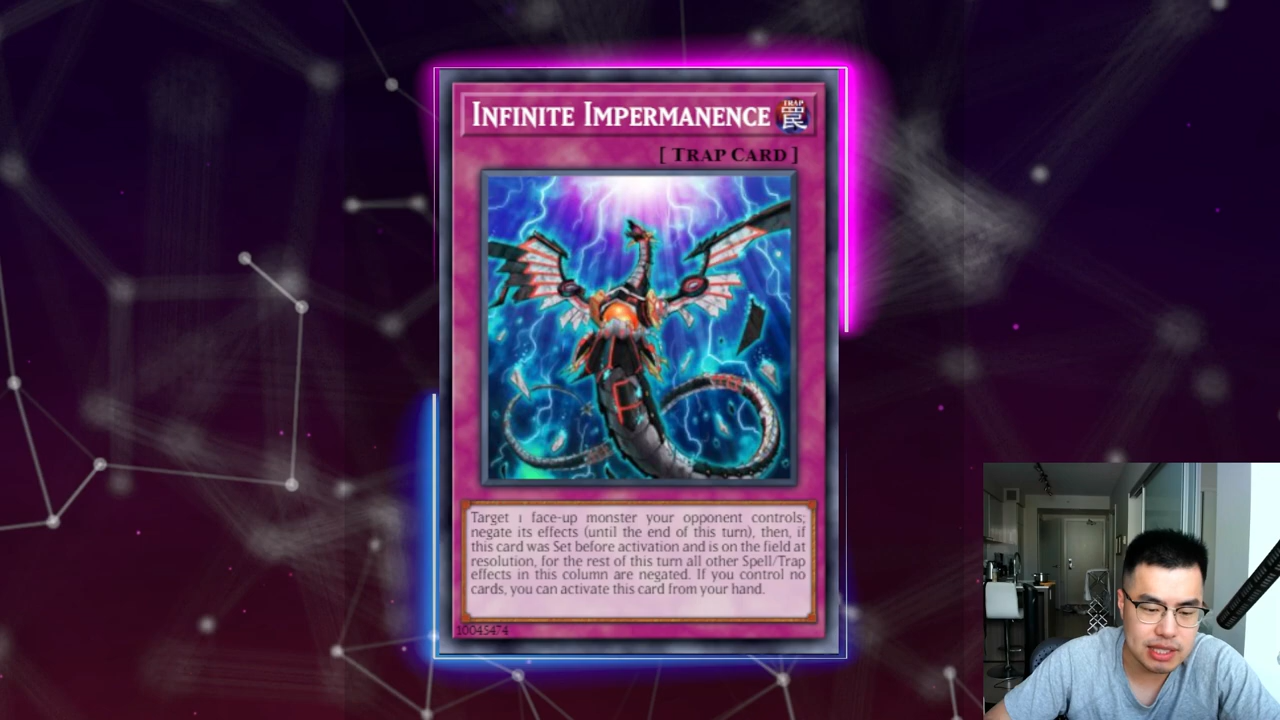 INFINITE IMPERMANENCE
TRAP
罠
[ TRAP CARD ]
Target 1 face-up monster your opponent controls;
negate its effects (until the end of this turn), then, if
this card was Set before activation and is on the field at
resolution, for the rest of this turn all other Spell/Trap
effects in this column are negated. If you control no
cards, you can activate this card from your hand.
10045474